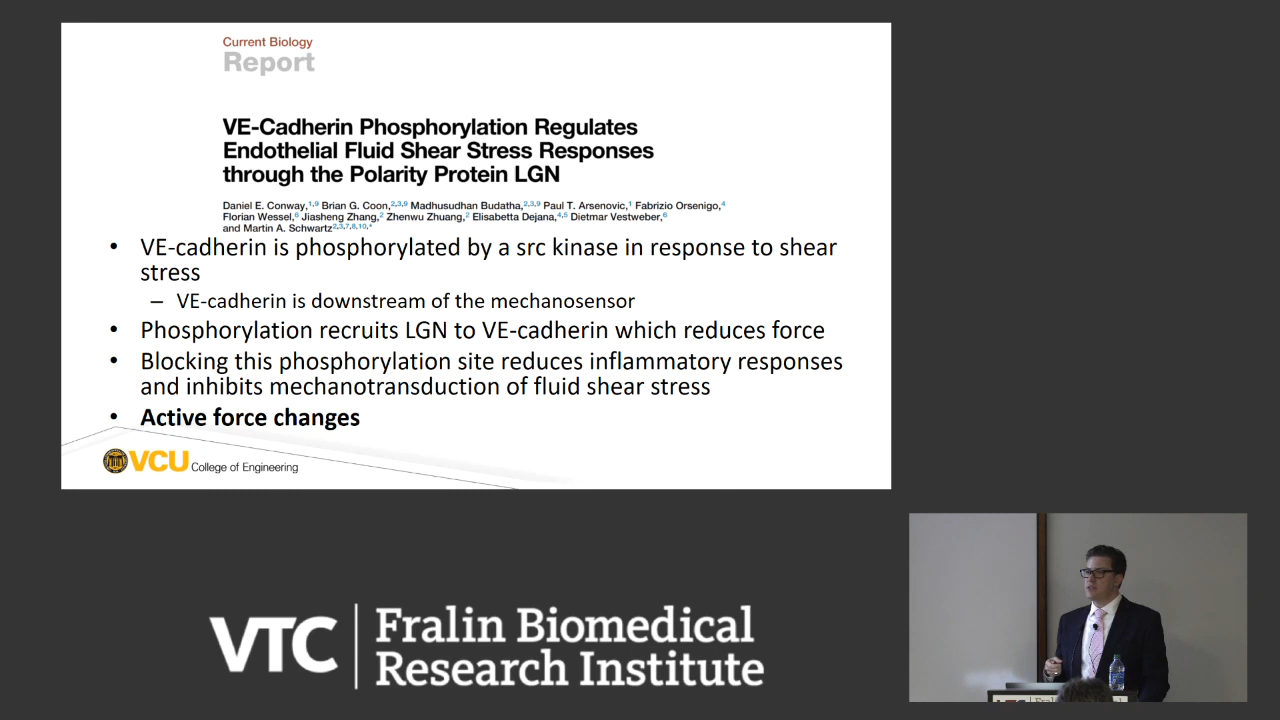 Current Biology
Report
VE-Cadherin Phosphorylation Regulates
Endothelial Fluid Shear Stress Responses
through the Polarity Protein LGN
Daniel E. Conway,1,9 Brian G. Coon,2,3,9 Madhusudhan Budatha,2,3,9 Paul T. Arsenovic,1 Fabrizio Orsenigo,4
Florian Wessel,6 Jiasheng Zhang,2 Zhenwu Zhuang,2 Elisabetta Dejana,4,5 Dietmar Vestweber,6
and Martin A. Schwartz2,3,7,8,10,*
• VE-cadherin is phosphorylated by a src kinase in response to shear
stress
– VE-cadherin is downstream of the mechanosensor
• Phosphorylation recruits LGN to VE-cadherin which reduces force
• Blocking this phosphorylation site reduces inflammatory responses
and inhibits mechanotransduction of fluid shear stress
• Active force changes
VCU College of Engineering
VTC Fralin Biomedical
Research Institute